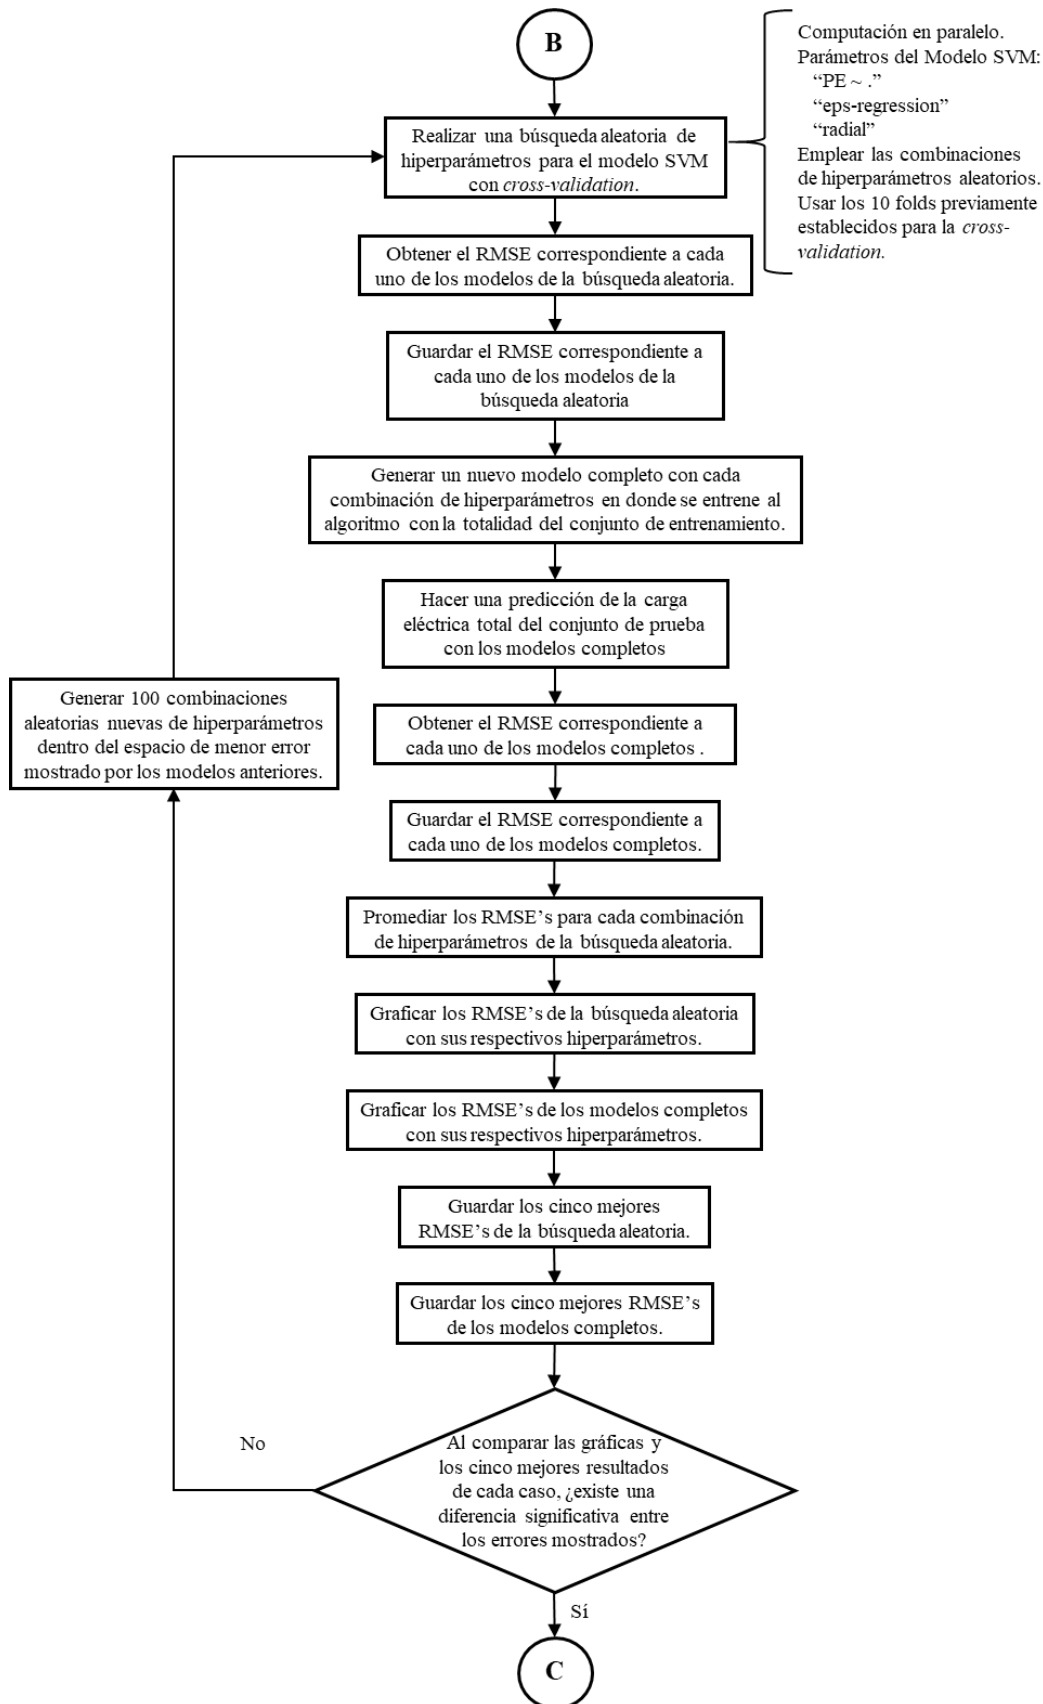 B
Computación en paralelo.
Parámetros del Modelo SVM:
“PE ~ .”
“eps-regression”
“radial”
Emplear las combinaciones
de hiperparámetros aleatorios.
Usar los 10 folds previamente
establecidos para la cross-
validation.
Realizar una búsqueda aleatoria de
hiperparámetros para el modelo SVM
con cross-validation.
Obtener el RMSE correspondiente a cada
uno de los modelos de la búsqueda aleatoria.
Guardar el RMSE correspondiente a
cada uno de los modelos de la
búsqueda aleatoria
Generar un nuevo modelo completo con cada
combinación de hiperparámetros en donde se entrene al
algoritmo con la totalidad del conjunto de entrenamiento.
Hacer una predicción de la carga
eléctrica total del conjunto de prueba
con los modelos completos
Generar 100 combinaciones
aleatorias nuevas de hiperparámetros
dentro del espacio de menor error
mostrado por los modelos anteriores.
Obtener el RMSE correspondiente a
cada uno de los modelos completos .
Guardar el RMSE correspondiente a
cada uno de los modelos completos.
Promediar los RMSE’s para cada combinación
de hiperparámetros de la búsqueda aleatoria.
Graficar los RMSE’s de la búsqueda aleatoria
con sus respectivos hiperparámetros.
Graficar los RMSE’s de los modelos completos
con sus respectivos hiperparámetros.
Guardar los cinco mejores
RMSE’s de la búsqueda aleatoria.
Guardar los cinco mejores RMSE’s
de los modelos completos.
No
Al comparar las gráficas y
los cinco mejores resultados
de cada caso, ¿existe una
diferencia significativa entre
los errores mostrados?
Sí
C